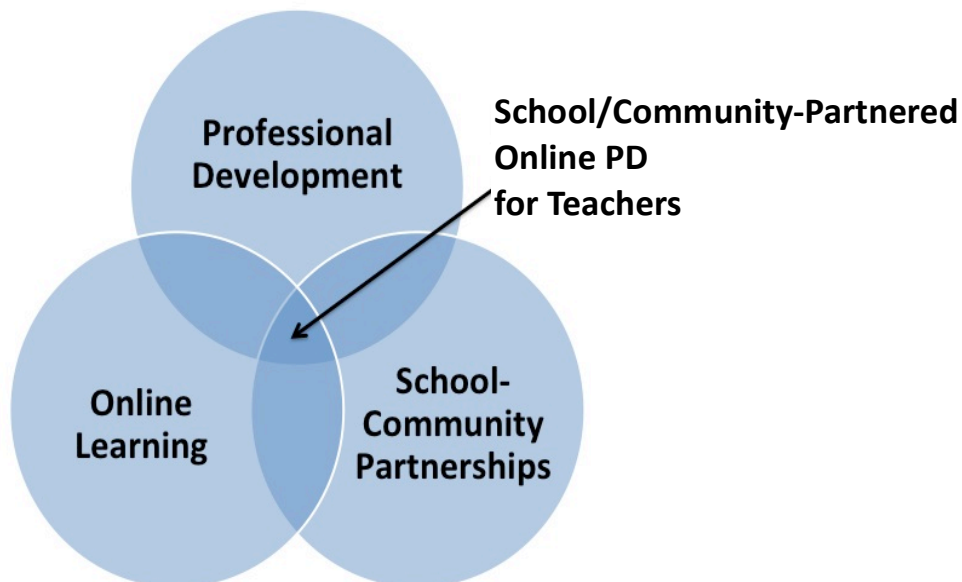 Professional
Development
School/Community-Partnered
Online PD
for Teachers
Online
Learning
School-
Community
Partnerships